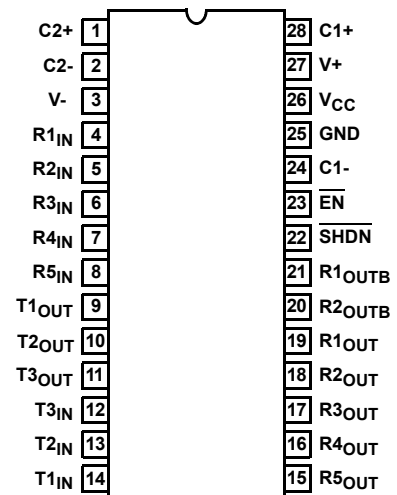 C2+ 1 28 C1+
C2- 2 27 V+
V- 3 26 VCC
R1IN 4 25 GND
R2IN 5 24 C1-
R3IN 6 23 EN
R4IN 7 22 SHDN
R5IN 8 21 R1OUTB
T1OUT 9 20 R2OUTB
T2OUT 10 19 R1OUT
T3OUT 11 18 R2OUT
T3IN 12 17 R3OUT
T2IN 13 16 R4OUT
T1IN 14 15 R5OUT